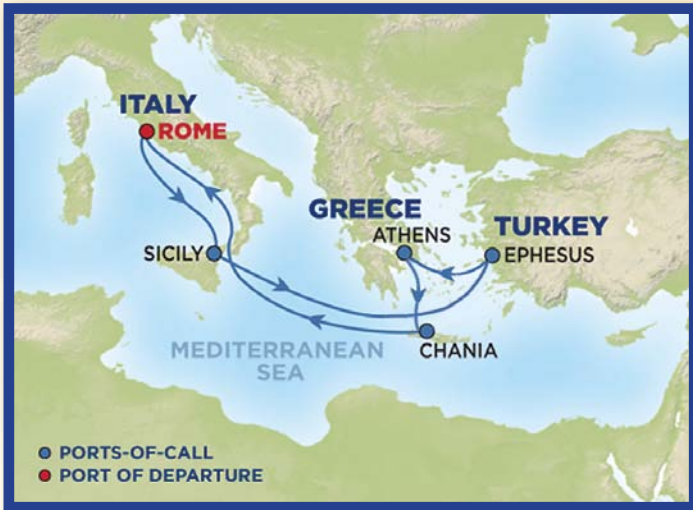 ITALY
ROME
GREECE
ATHENS
TURKEY
EPHESUS
SICILY
CHANIA
MEDITERRANEAN
SEA
PORTS-OF-CALL
PORT OF DEPARTURE